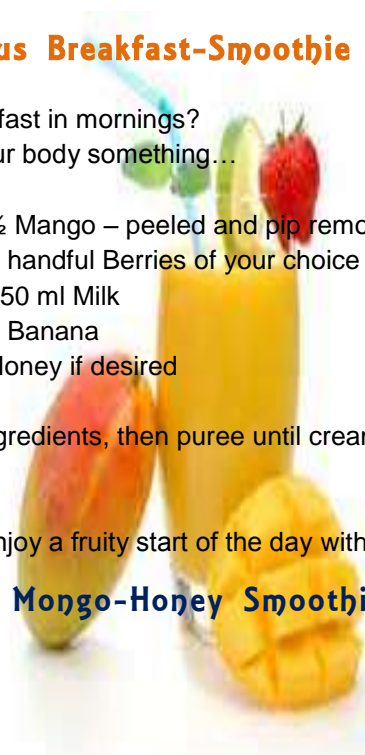 us Breakfast-Smoothie
fast in mornings?
ur body something…
½ Mango – peeled and pip remo
handful Berries of your choice
50 ml Milk
Banana
Honey if desired
gredients, then puree until cream
njoy a fruity start of the day with
Mongo-Honey Smoothi